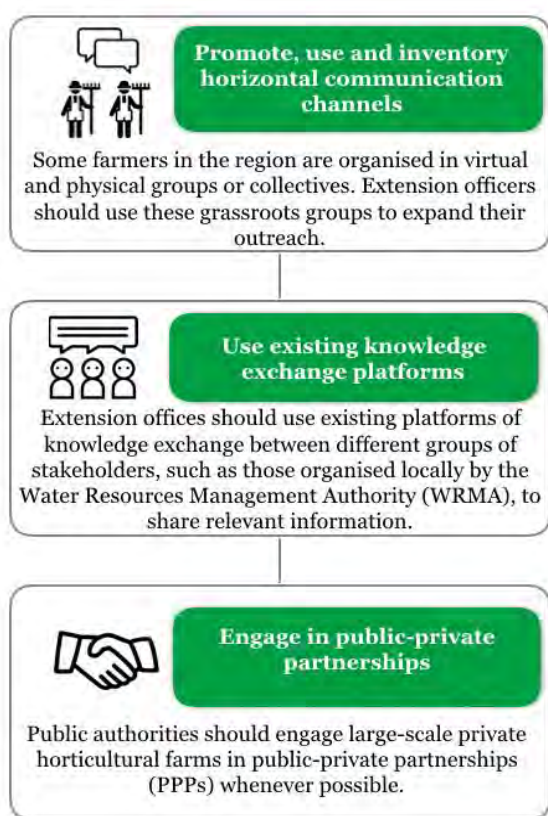 Promote, use and inventory
horizontal communication
channels
Some farmers in the region are organised in virtual
and physical groups or collectives. Extension officers
should use these grassroots groups to expand their
outreach.
Use existing knowledge
exchange platforms
Extension offices should use existing platforms of
knowledge exchange between different groups of
stakeholders, such as those organised locally by the
Water Resources Management Authority (WRMA), to
share relevant information.
Engage in public-private
partnerships
Public authorities should engage large-scale private
horticultural farms in public-private partnerships
(PPPs) whenever possible.